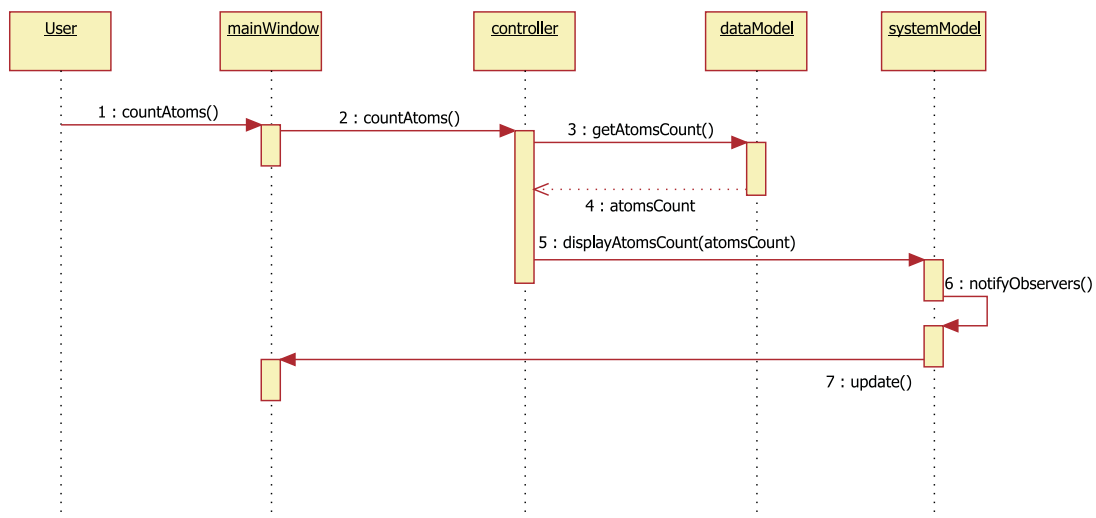 User
mainWindow
controller
dataModel
systemModel
1 : countAtoms()
2 : countAtoms()
3 : getAtomsCount()
4 : atomsCount
5 : displayAtomsCount(atomsCount)
6 : notifyObservers()
7 : update()